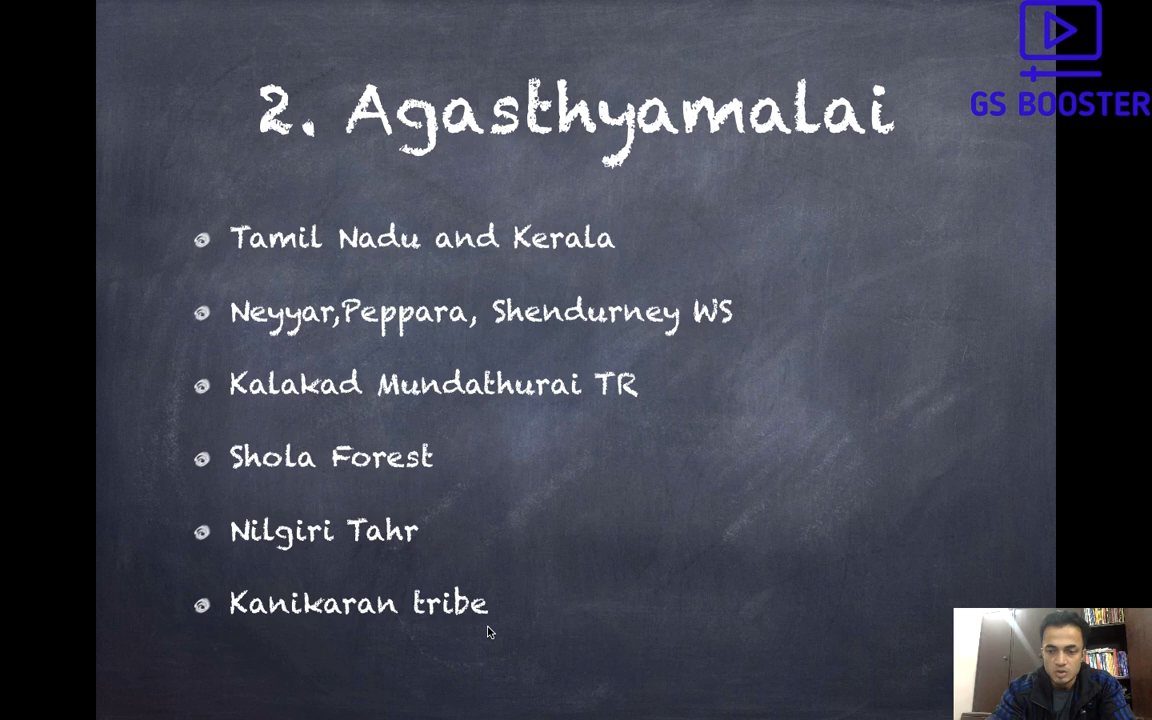 GS BOOSTER
2. Agasthyamalai
Tamil Nadu and Kerala
Neyyar,Peppara, Shendurney WS
Kalakad Mundathurai TR
Shola Forest
Nilgiri Tahr
Kanikaran tribe